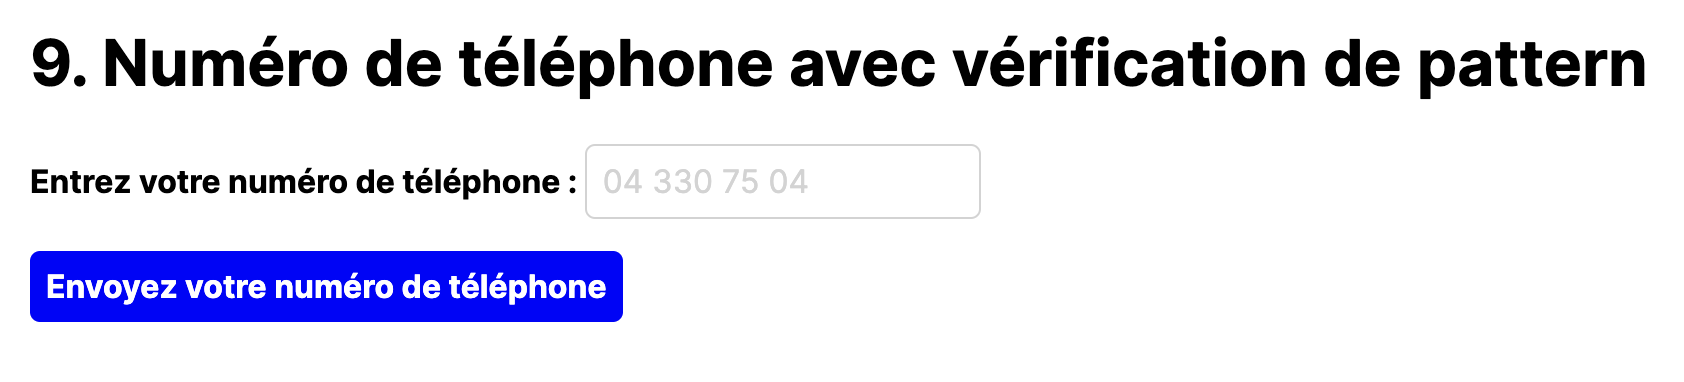 9. Numéro de téléphone avec vérification de pattern
Entrez votre numéro de téléphone : 04 330 75 04
Envoyez votre numéro de téléphone